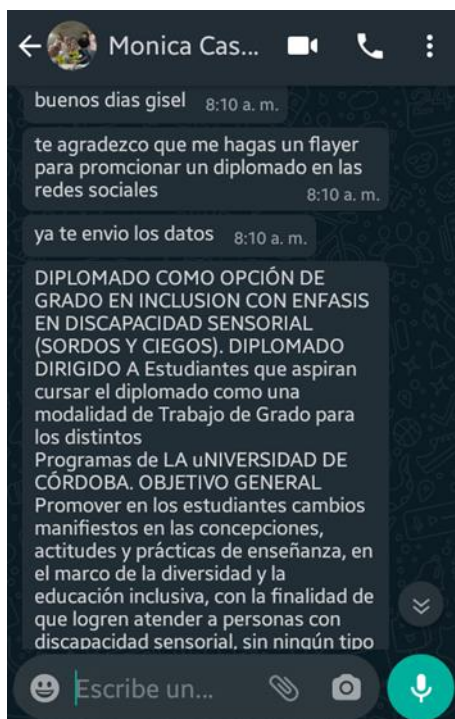 Monica Cas...
buenos dias gisel 8:10 a. m.
te agradezco que me hagas un flayer
para promcionar un diplomado en las
redes sociales
8:10 a. m.
ya te envio los datos 8:10 a. m.
DIPLOMADO COMO OPCIÓN DE
GRADO EN INCLUSION CON ENFASIS
EN DISCAPACIDAD SENSORIAL
(SORDOS Y CIEGOS). DIPLOMADO
DIRIGIDO A Estudiantes que aspiran
cursar el diplomado como una
modalidad de Trabajo de Grado para
los distintos
Programas de LA uNIVERSIDAD DE
CÓRDOBA. OBJETIVO GENERAL
Promover en los estudiantes cambios
manifiestos en las concepciones,
actitudes y prácticas de enseñanza, en
el marco de la diversidad y la
educación inclusiva, con la finalidad de
que logren atender a personas con
discapacidad sensorial, sin ningún tipo
Escribe un...